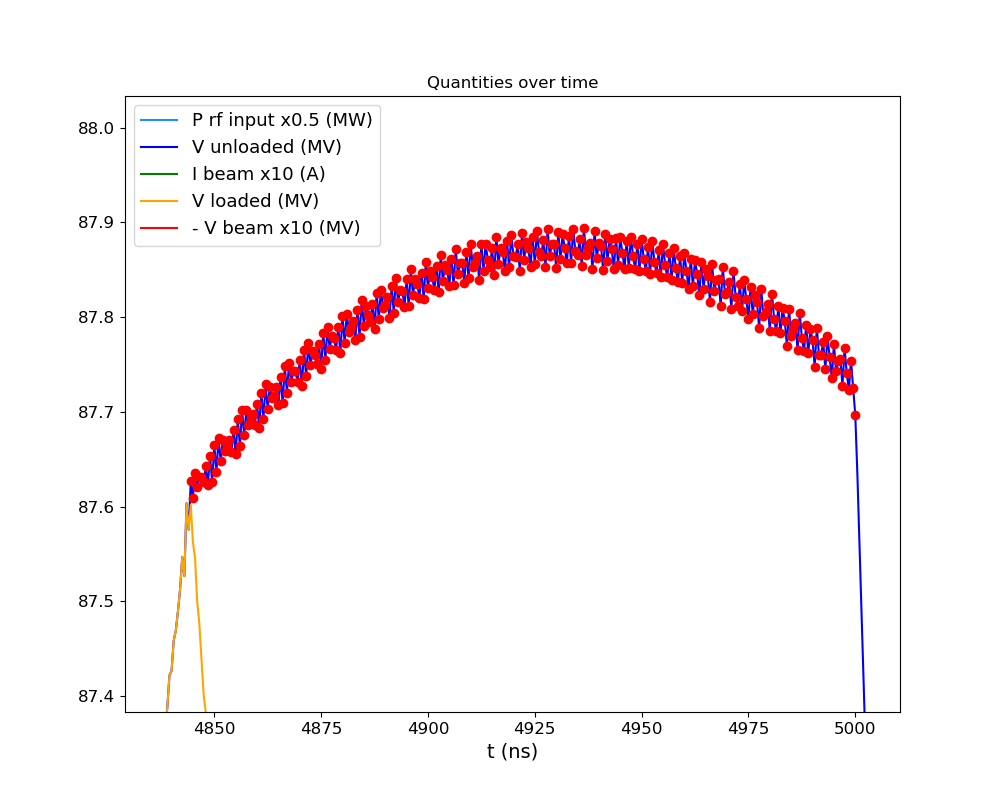 Quantities over time
P rf input x0.5 (MW)
V unloaded (MV)
I beam x10 (A)
V loaded (MV)
- V beam x10 (MV)
88.0
87.9
87.8
87.7
87.6
87.5
87.4
4850 4875 4900 4925 4950 4975 5000
t (ns)